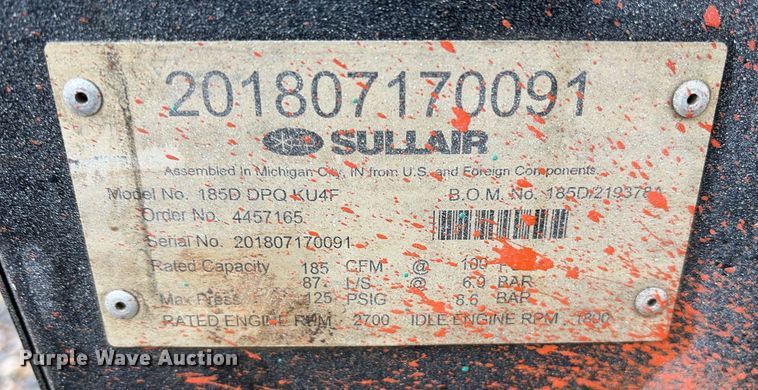 201807170091
SULLAIR
Assembled in Michigan City, IN from U.S. and Foreign Components
Model No. 185D DPQ KU4F B.O.M. No. 185D/219378A
Order No. 4457165
Serial No. 201807170091
Rated Capacity 185 CFM @ 100
87 L/S @ 6.9 BAR
Max Press 125 PSIG 8.6 BAR
RATED ENGINE RPM 2700 IDLE ENGINE RPM 1800
Purple Wave Auction